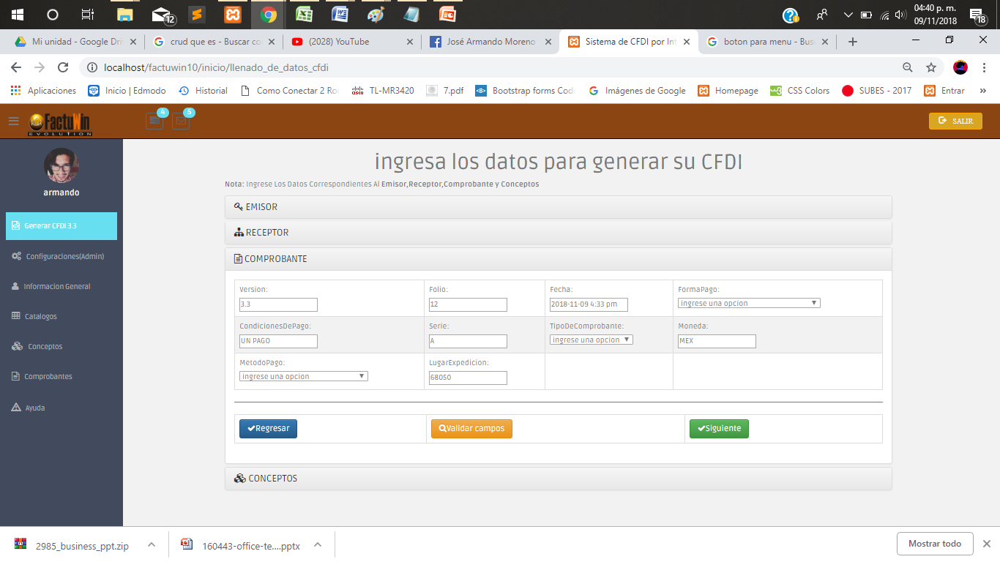 12
04:40 p. m.
09/11/2018
18
Mi unidad - Google Dri
crud que es - Buscar co
(2028) YouTube
José Armando Moreno
Sistema de CFDI por Int
boton para menu - Bus
localhost/factuwin10/inicio/llenado_de_datos_cfdi
Aplicaciones
Inicio | Edmodo
Historial
Como Conectar 2 Rou
TL-MR3420
7.pdf
Bootstrap forms Code
Imágenes de Google
Homepage
CSS Colors
SUBES - 2017
Entrar
»
FactuWin
EVOLUTION
4
5
SALIR
armando
Generar CFDI 3.3
Configuraciones(Admin)
Informacion General
Catalogos
Conceptos
Comprobantes
Ayuda
ingresa los datos para generar su CFDI
Nota: Ingrese Los Datos Correspondientes Al Emisor,Receptor,Comprobante y Conceptos
EMISOR
RECEPTOR
COMPROBANTE
Version: Folio: Fecha: FormaPago:
3.3 12 2018-11-09 4:33 pm ingrese una opcion
CondicionesDePago: Serie: TipoDeComprobante: Moneda:
UN PAGO A ingrese una opcion MEX
MetodoPago: LugarExpedicion:
ingrese una opcion 68050
Regresar Validar campos Siguiente
CONCEPTOS
2985_business_ppt.zip
160443-office-te....pptx
Mostrar todo